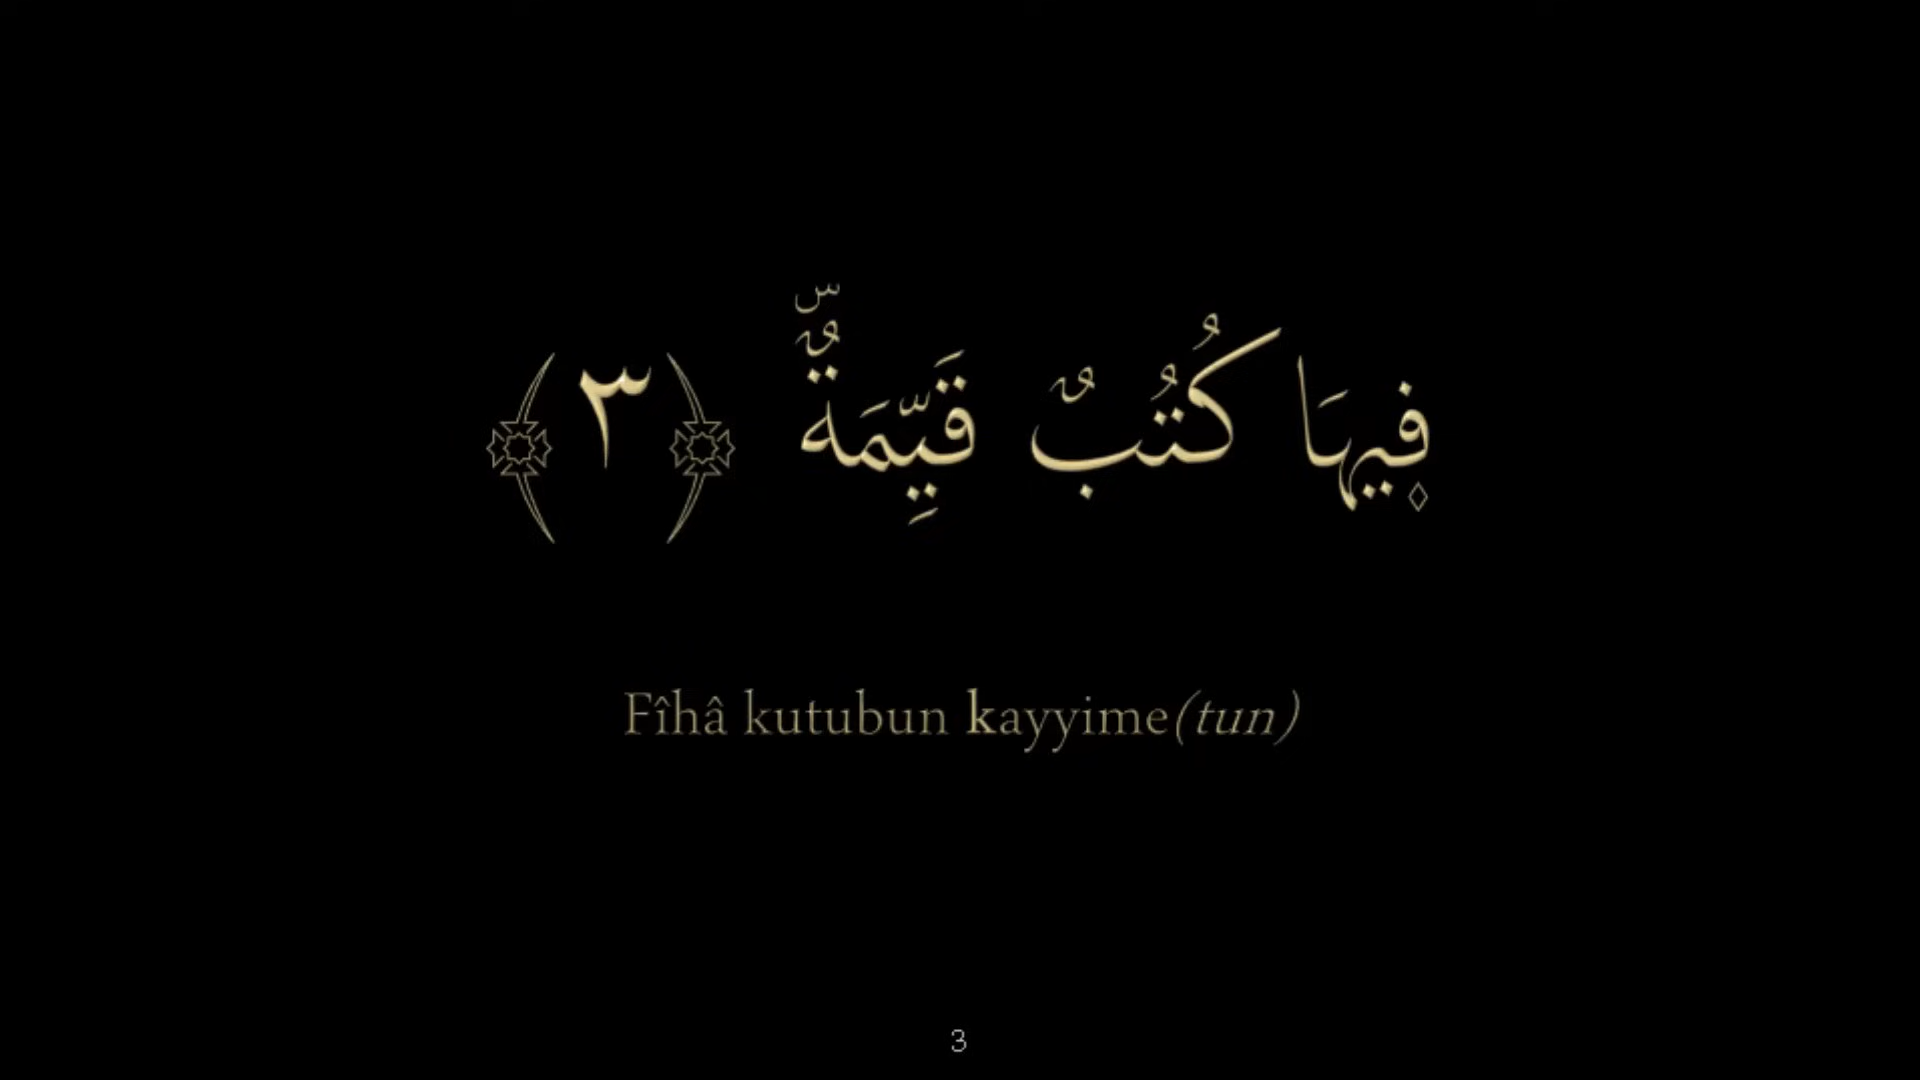 فِيهَا كُتُبٌ قَيِّمَةٌ ﴿٣﴾
Fîhâ kutubun kayyime(tun)
3